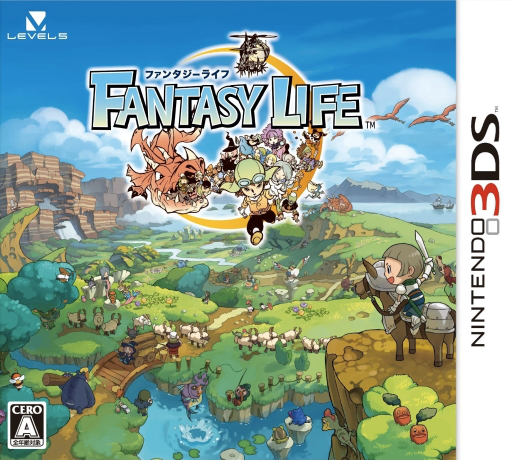 LEVEL5
ファンタジーライフ
FANTASY LIFE
TM
NINTENDO 3DS
TM
CERO
A
全年齢対象